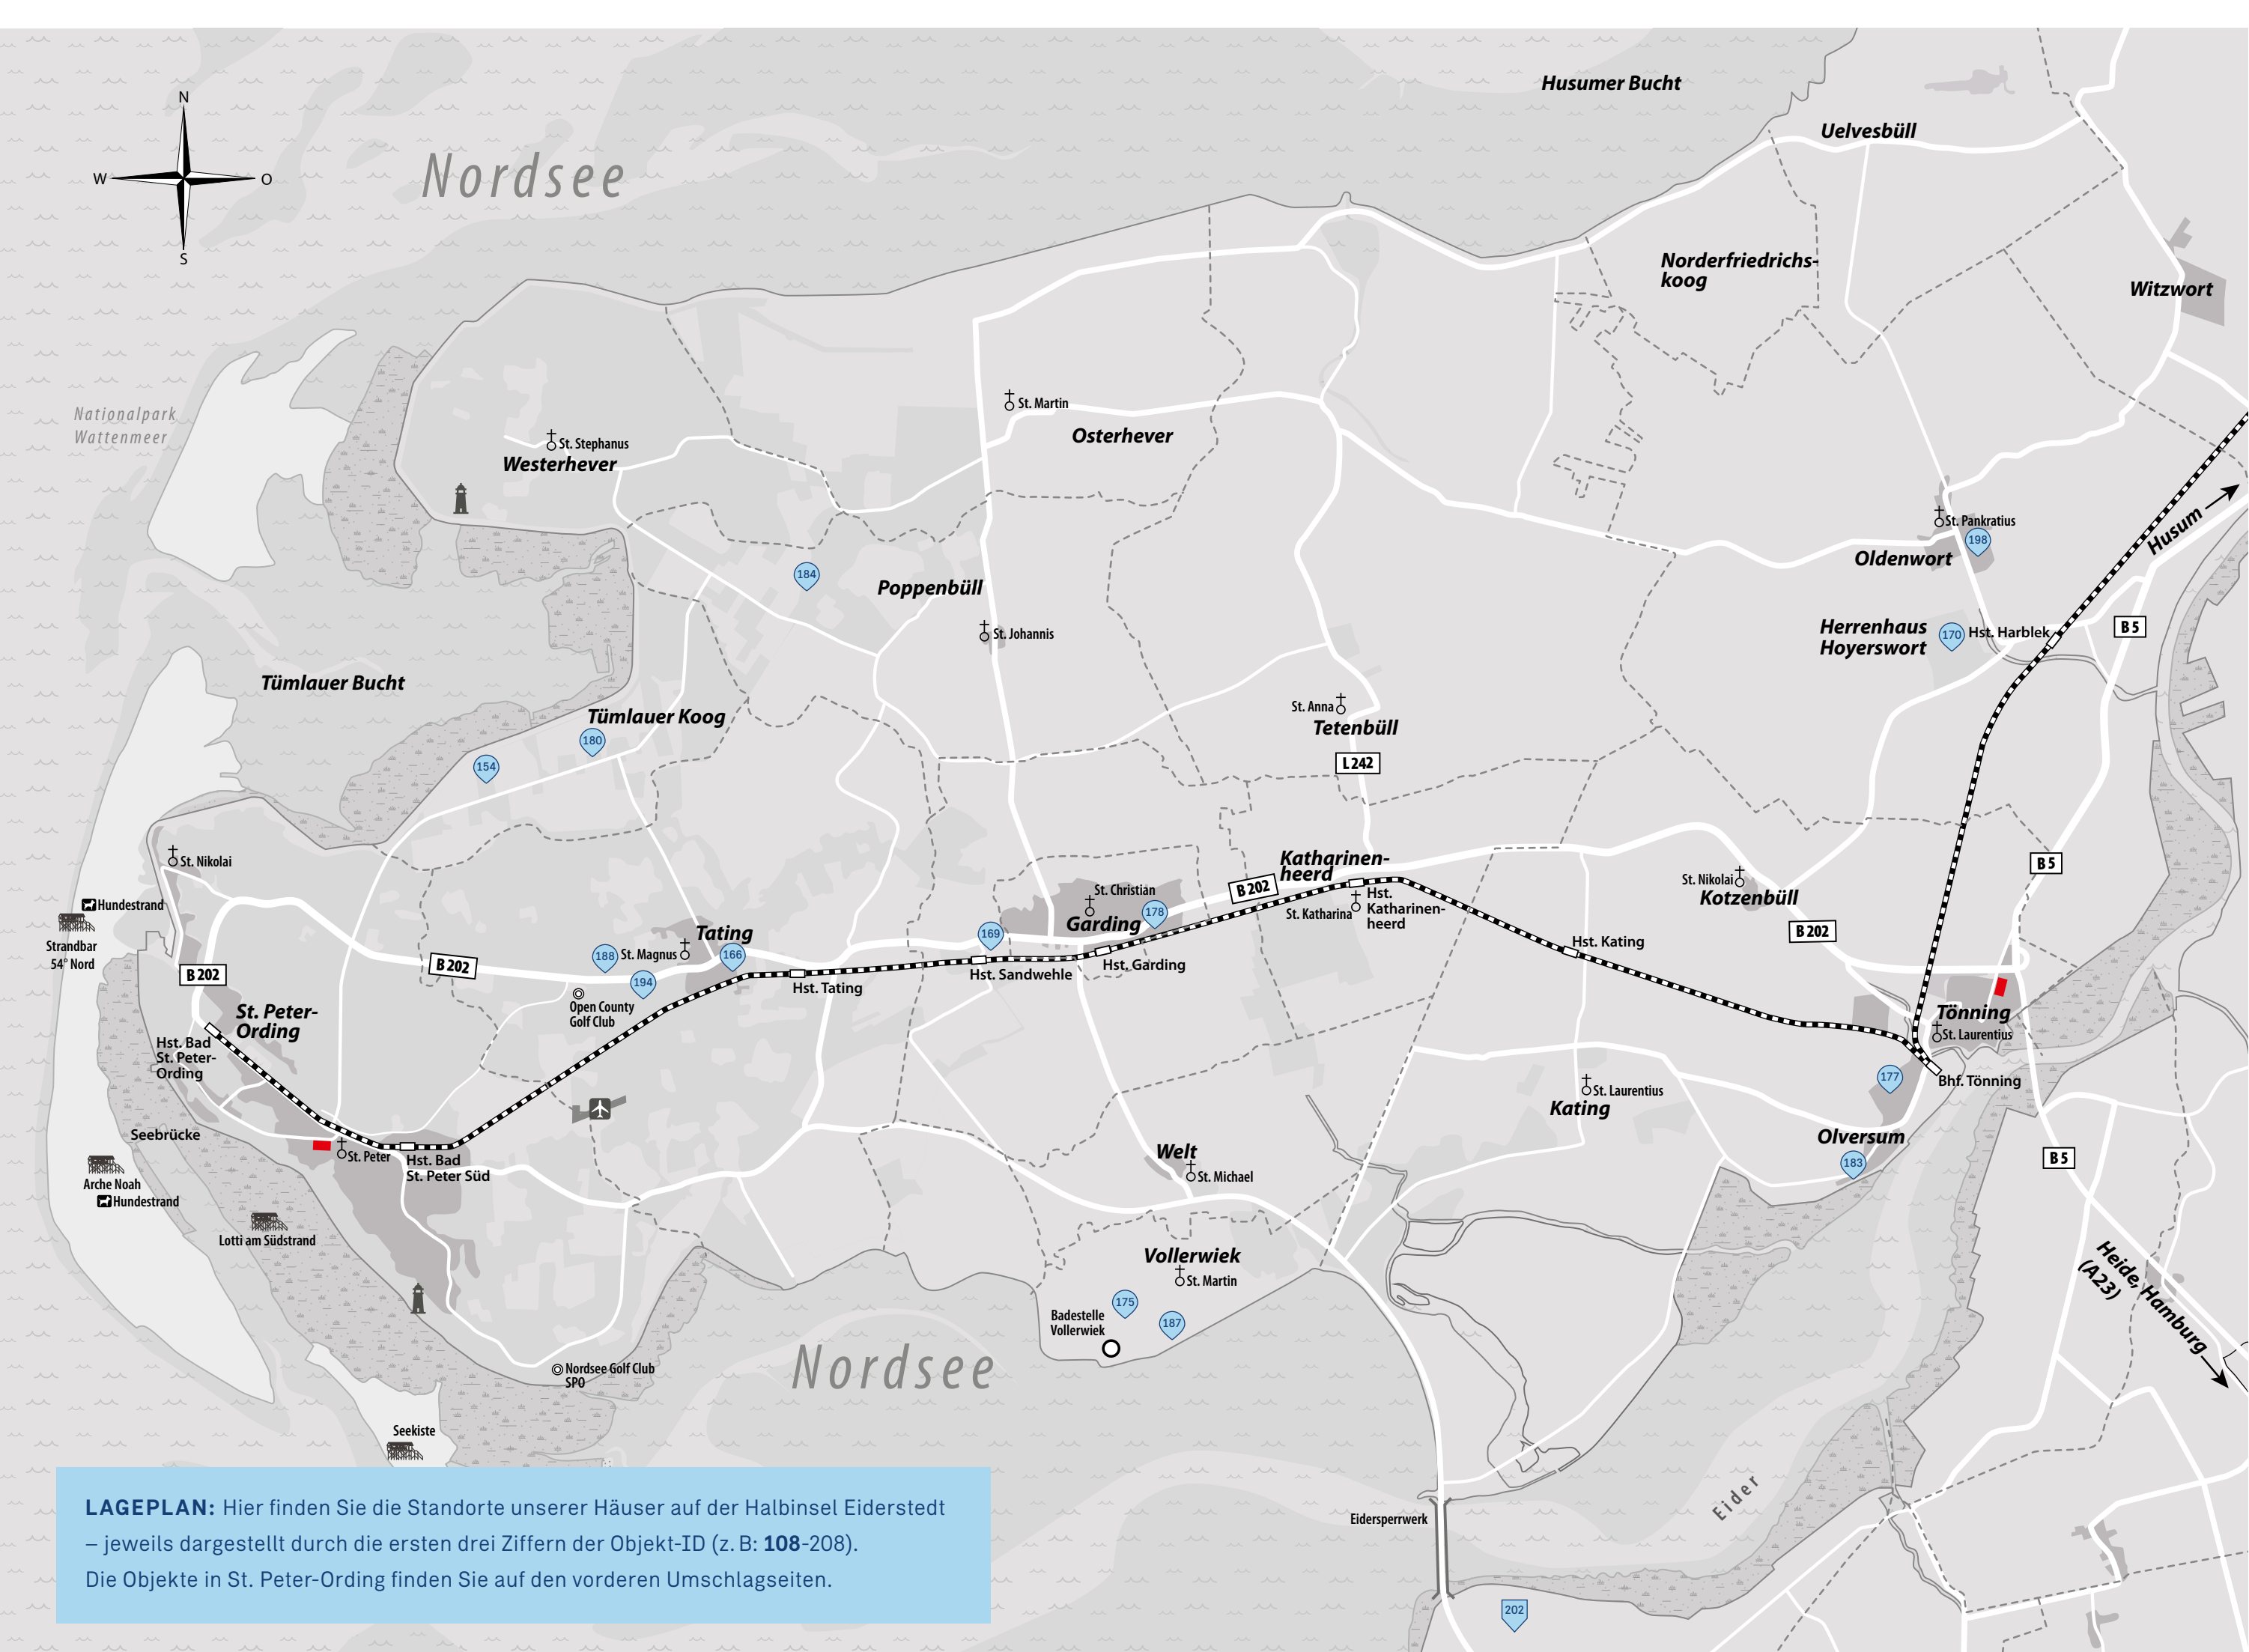 Husumer Bucht
N
W
O
S
Nordsee
Uelvesbüll
Norderfriedrichs-
koog
Witzwort
Nationalpark
Wattenmeer
St. Martin
Osterhever
St. Stephanus
Westerhever
St. Pankratius
198
Oldenwort
Husum
184
Poppenbüll
St. Johannis
Herrenhaus
Hoyerswort
170
Hst. Harblek
B 5
Tümlauer Bucht
Tümlauer Koog
180
154
St. Anna
Tetenbüll
L 242
St. Nikolai
Hundestrand
Strandbar
54° Nord
B 202
B 202
St. Peter-
Ording
Hst. Bad
St. Peter-
Ording
188
St. Magnus
Tating
166
194
Open County
Golf Club
Hst. Tating
169
Hst. Sandwehle
St. Christian
Garding
178
Hst. Garding
B 202
Katharinen-
heerd
St. Katharina
Hst.
Katharinen-
heerd
St. Nikolai
Kotzenbüll
B 202
B 5
Hst. Kating
Tönning
St. Laurentius
177
Bhf. Tönning
St. Laurentius
Kating
Olversum
183
B 5
Seebrücke
Arche Noah
Hundestrand
St. Peter
Hst. Bad
St. Peter Süd
Lotti am Südstrand
Welt
St. Michael
Vollerwiek
St. Martin
175
187
Badestelle
Vollerwiek
Heide, Hamburg
(A23)
Nordsee
Nordsee Golf Club
SPO
Seekiste
Eidersperrwerk
Eider
202
LAGEPLAN: Hier finden Sie die Standorte unserer Häuser auf der Halbinsel Eiderstedt
– jeweils dargestellt durch die ersten drei Ziffern der Objekt-ID (z. B: 108-208).
Die Objekte in St. Peter-Ording finden Sie auf den vorderen Umschlagseiten.